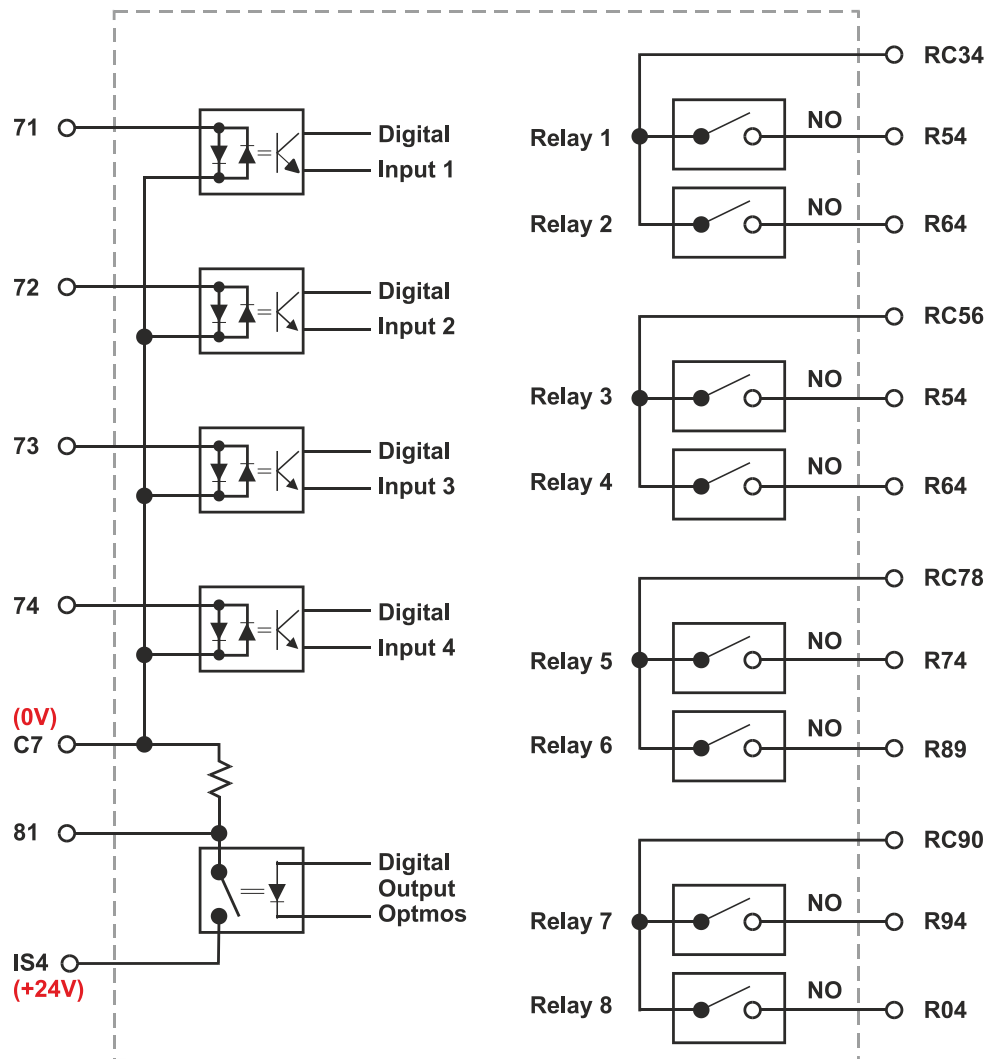 71
Digital
Input 1
72
Digital
Input 2
73
Digital
Input 3
74
Digital
Input 4
(0V)
C7
81
Digital
Output
Optmos
IS4
(+24V)
RC34
Relay 1
NO
R54
Relay 2
NO
R64
RC56
Relay 3
NO
R54
Relay 4
NO
R64
RC78
Relay 5
NO
R74
Relay 6
NO
R89
RC90
Relay 7
NO
R94
Relay 8
NO
R04